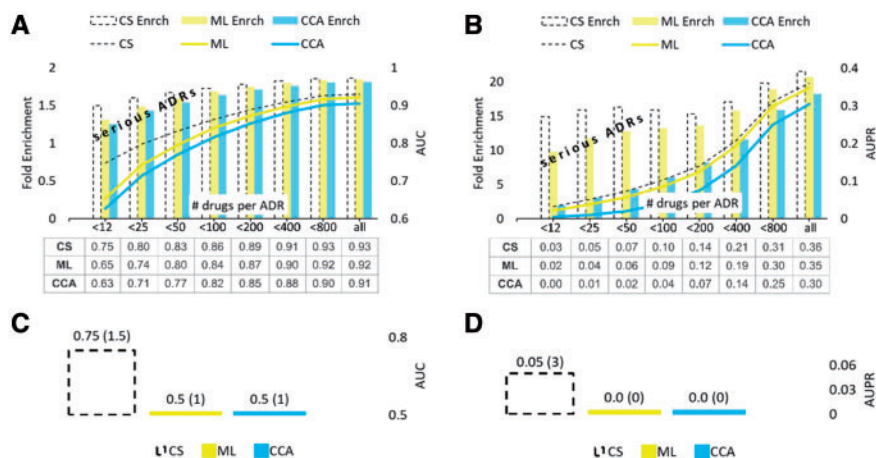 A
CS Enrch ML Enrch CCA Enrch
CS ML CCA
Fold Enrichment
2
1.5
1
0.5
0
serious ADRs
# drugs per ADR
1
0.9
0.8
0.7
0.6
AUC
<12 <25 <50 <100 <200 <400 <800 all
CS 0.75 0.80 0.83 0.86 0.89 0.91 0.93 0.93
ML 0.65 0.74 0.80 0.84 0.87 0.90 0.92 0.92
CCA 0.63 0.71 0.77 0.82 0.85 0.88 0.90 0.91
B
CS Enrch ML Enrch CCA Enrch
CS ML CCA
Fold Enrichment
20
15
10
5
0
serious ADRs
# drugs per ADR
0.4
0.3
0.2
0.1
0
AUPR
<12 <25 <50 <100 <200 <400 <800 all
CS 0.03 0.05 0.07 0.10 0.14 0.21 0.31 0.36
ML 0.02 0.04 0.06 0.09 0.12 0.19 0.30 0.35
CCA 0.00 0.01 0.02 0.04 0.07 0.14 0.25 0.30
C
0.75 (1.5)
0.5 (1) 0.5 (1)
0.8
0.5
AUC
CS ML CCA
D
0.05 (3)
0.0 (0) 0.0 (0)
0.06
0.03
0
AUPR
CS ML CCA